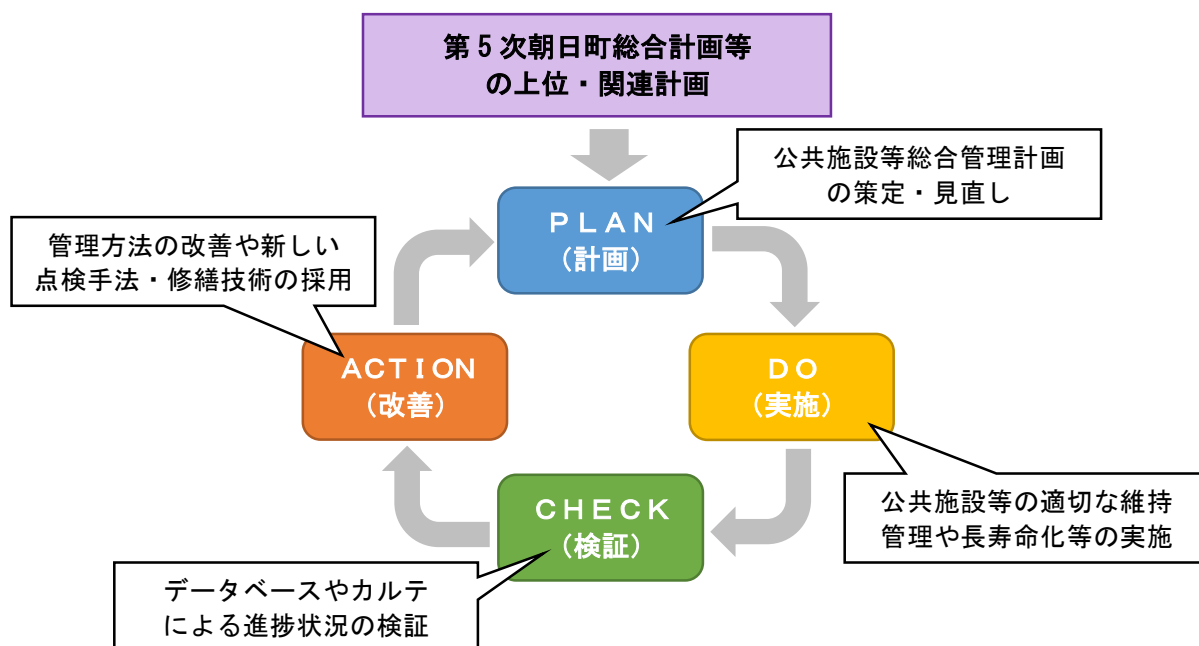 第5次朝日町総合計画等
の上位・関連計画
公共施設等総合管理計画
の策定・見直し
ＰＬＡＮ
（計画）
管理方法の改善や新しい
点検手法・修繕技術の採用
ＡＣＴＩＯＮ
（改善）
ＤＯ
（実施）
公共施設等の適切な維持
管理や長寿命化等の実施
ＣＨＥＣＫ
（検証）
データベースやカルテ
による進捗状況の検証